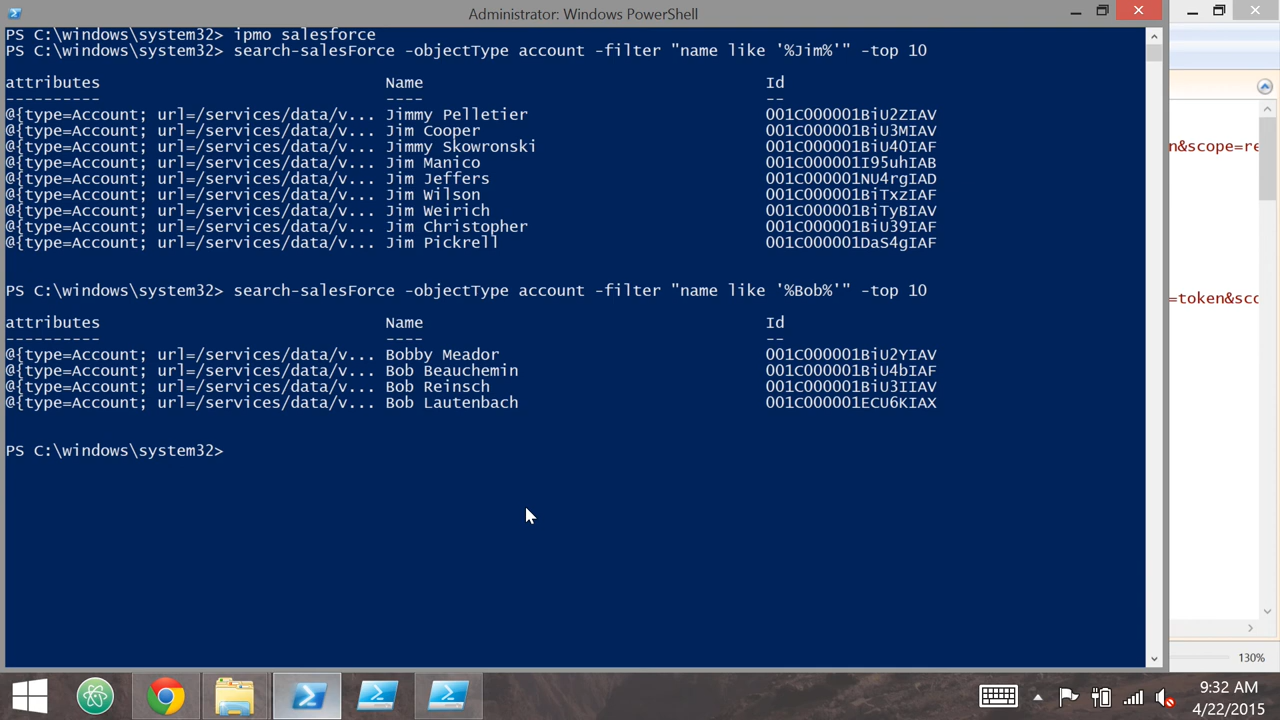 Administrator: Windows PowerShell
PS C:\windows\system32> ipmo salesforce
PS C:\windows\system32> search-salesForce -objectType account -filter "name like '%Jim%'" -top 10
attributes Name Id
---------- ---- --
@{type=Account; url=/services/data/v... Jimmy Pelletier 001C000001BiU2ZIAV
@{type=Account; url=/services/data/v... Jim Cooper 001C000001BiU3MIAV
@{type=Account; url=/services/data/v... Jimmy Skowronski 001C000001BiU4OIAF
@{type=Account; url=/services/data/v... Jim Manico 001C000001I95uhIAB
@{type=Account; url=/services/data/v... Jim Jeffers 001C000001NU4rgIAD
@{type=Account; url=/services/data/v... Jim Wilson 001C000001BiTxzIAF
@{type=Account; url=/services/data/v... Jim Weirich 001C000001BiTyBIAV
@{type=Account; url=/services/data/v... Jim Christopher 001C000001BiU39IAF
@{type=Account; url=/services/data/v... Jim Pickrell 001C000001DaS4gIAF
PS C:\windows\system32> search-salesForce -objectType account -filter "name like '%Bob%'" -top 10
attributes Name Id
---------- ---- --
@{type=Account; url=/services/data/v... Bobby Meador 001C000001BiU2YIAV
@{type=Account; url=/services/data/v... Bob Beauchemin 001C000001BiU4bIAF
@{type=Account; url=/services/data/v... Bob Reinsch 001C000001BiU3IIAV
@{type=Account; url=/services/data/v... Bob Lautenbach 001C000001ECU6KIAX
PS C:\windows\system32>
n&scope=re
=token&sco
130%
9:32 AM
4/22/2015